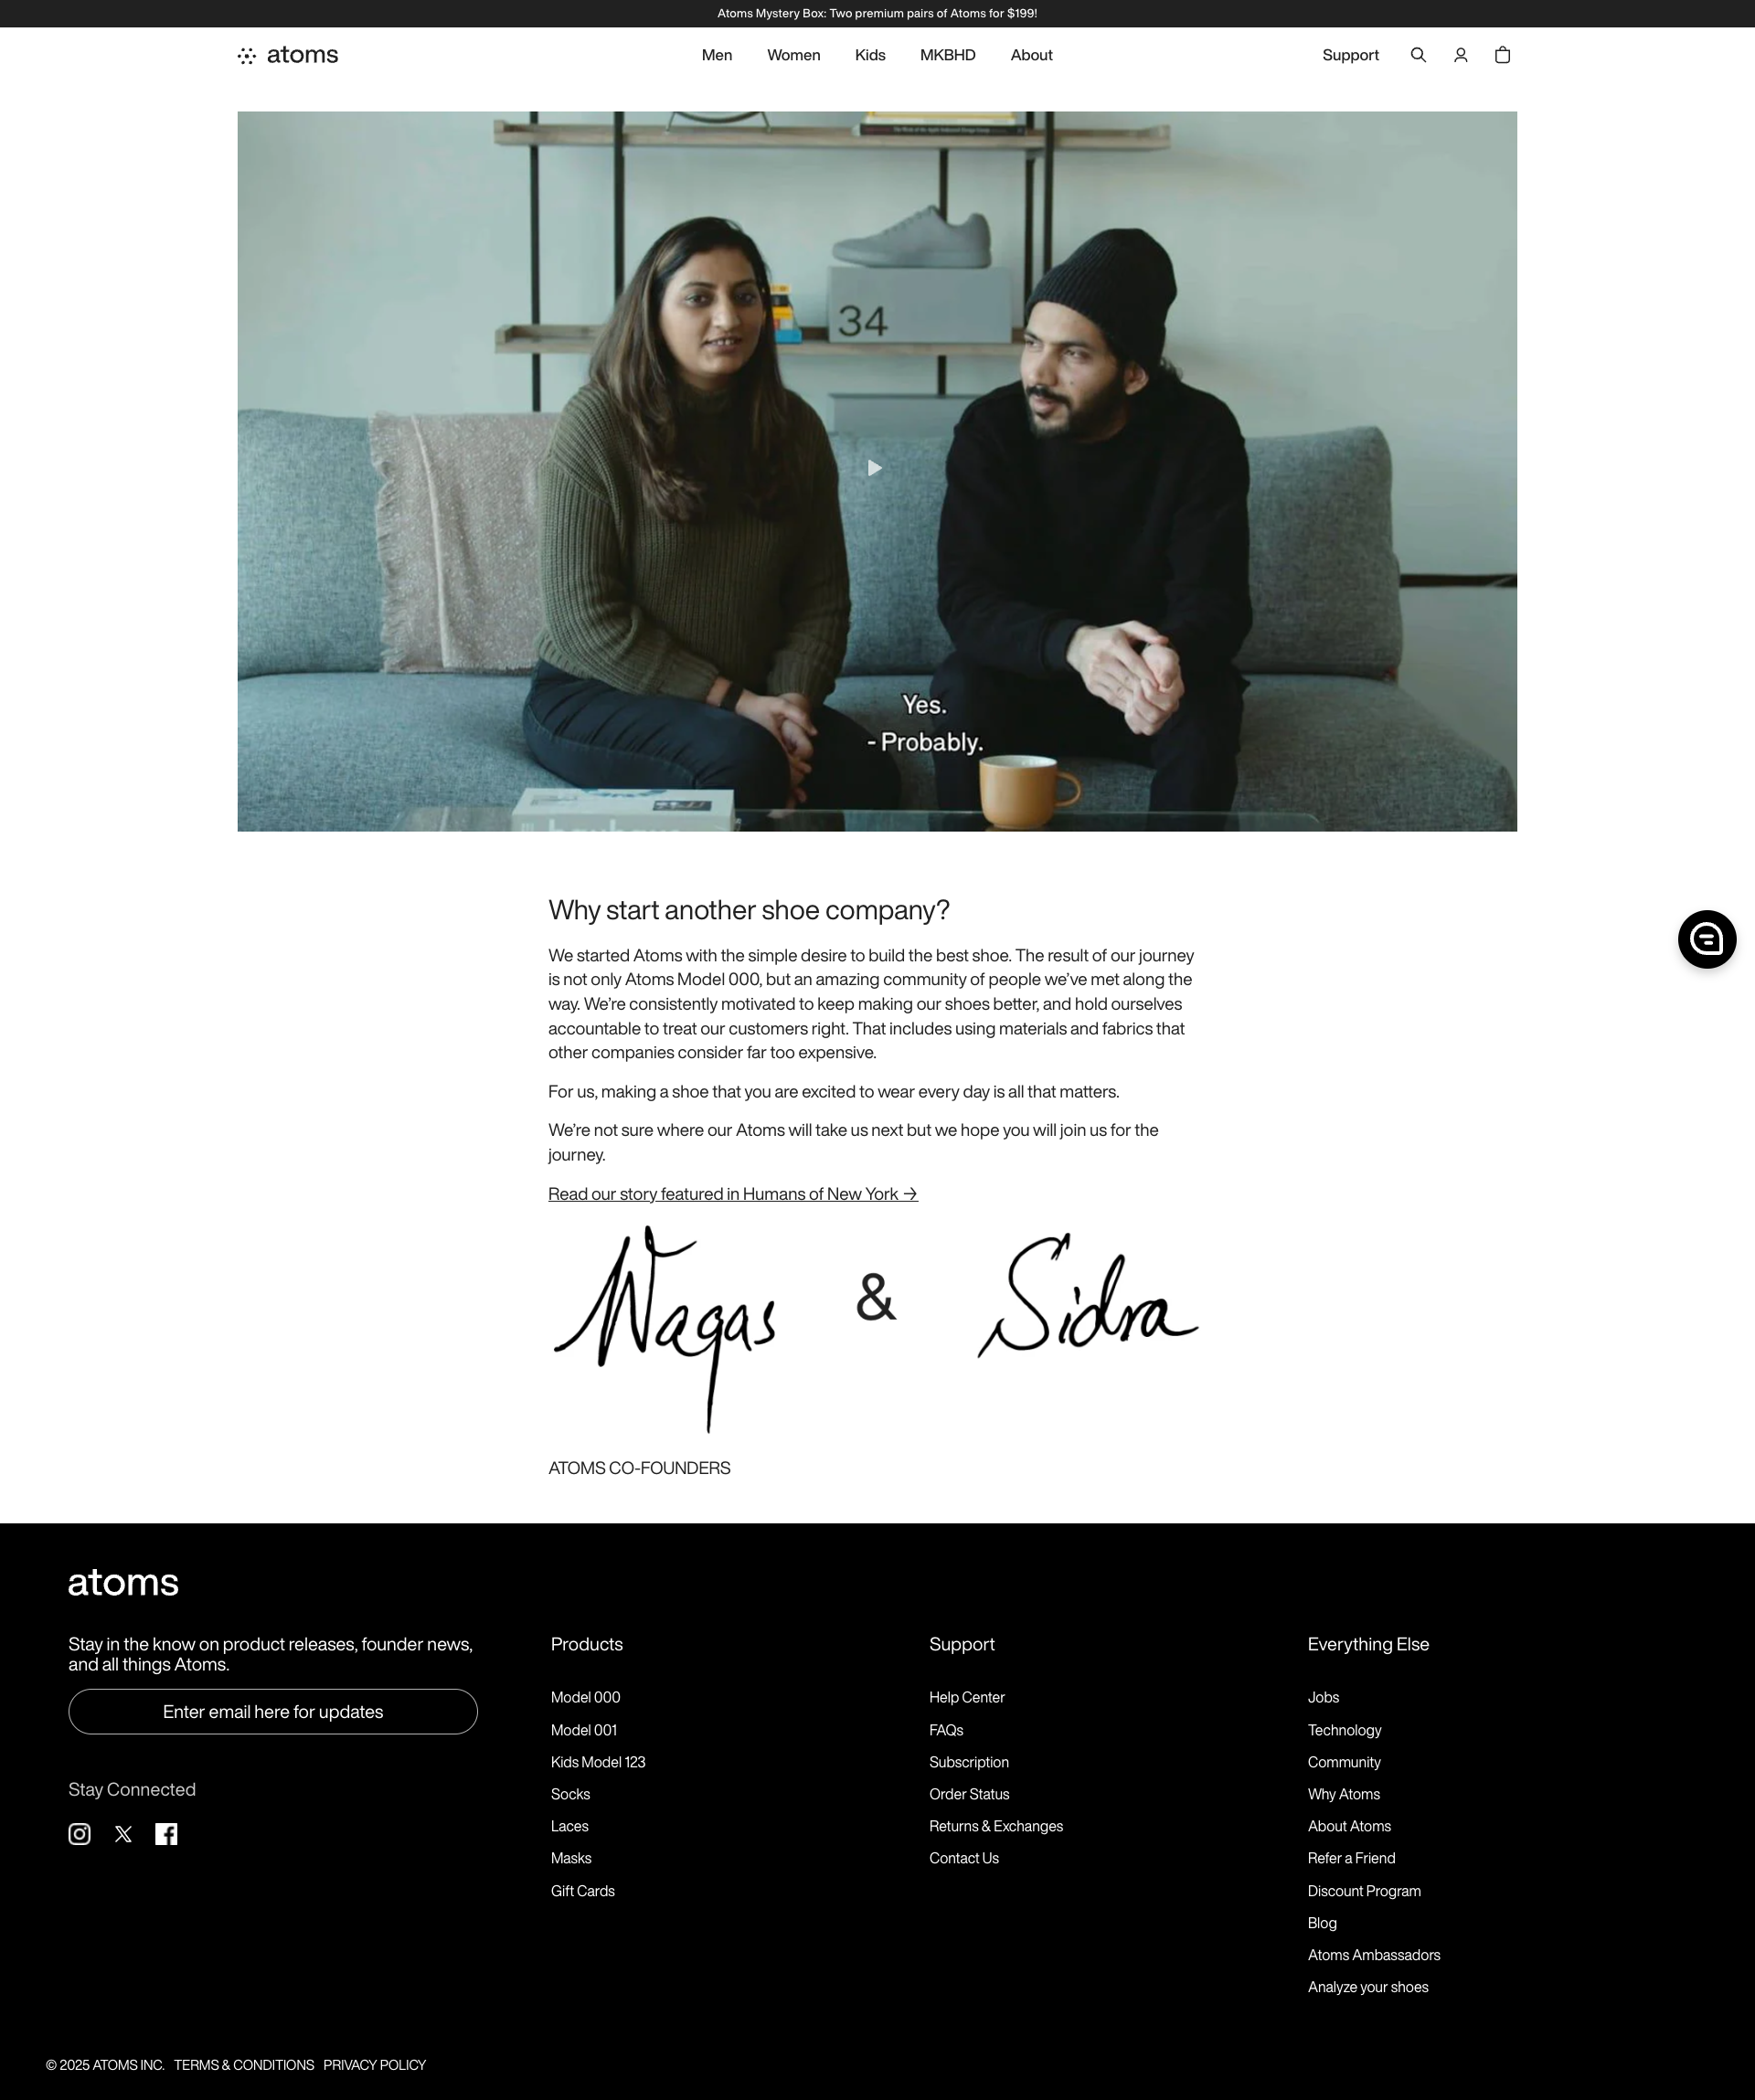 Atoms Mystery Box: Two premium pairs of Atoms for $199!
atoms
Men
Women
Kids
MKBHD
About
Support
34
Yes.
- Probably.
Why start another shoe company?
We started Atoms with the simple desire to build the best shoe. The result of our journey
is not only Atoms Model 000, but an amazing community of people we’ve met along the
way. We’re consistently motivated to keep making our shoes better, and hold ourselves
accountable to treat our customers right. That includes using materials and fabrics that
other companies consider far too expensive.
For us, making a shoe that you are excited to wear every day is all that matters.
We’re not sure where our Atoms will take us next but we hope you will join us for the
journey.
Read our story featured in Humans of New York →
Waqas
&
Sidra
ATOMS CO-FOUNDERS
atoms
Stay in the know on product releases, founder news,
and all things Atoms.
Enter email here for updates
Stay Connected
Products
Model 000
Model 001
Kids Model 123
Socks
Laces
Masks
Gift Cards
Support
Help Center
FAQs
Subscription
Order Status
Returns & Exchanges
Contact Us
Everything Else
Jobs
Technology
Community
Why Atoms
About Atoms
Refer a Friend
Discount Program
Blog
Atoms Ambassadors
Analyze your shoes
© 2025 ATOMS INC. TERMS & CONDITIONS PRIVACY POLICY